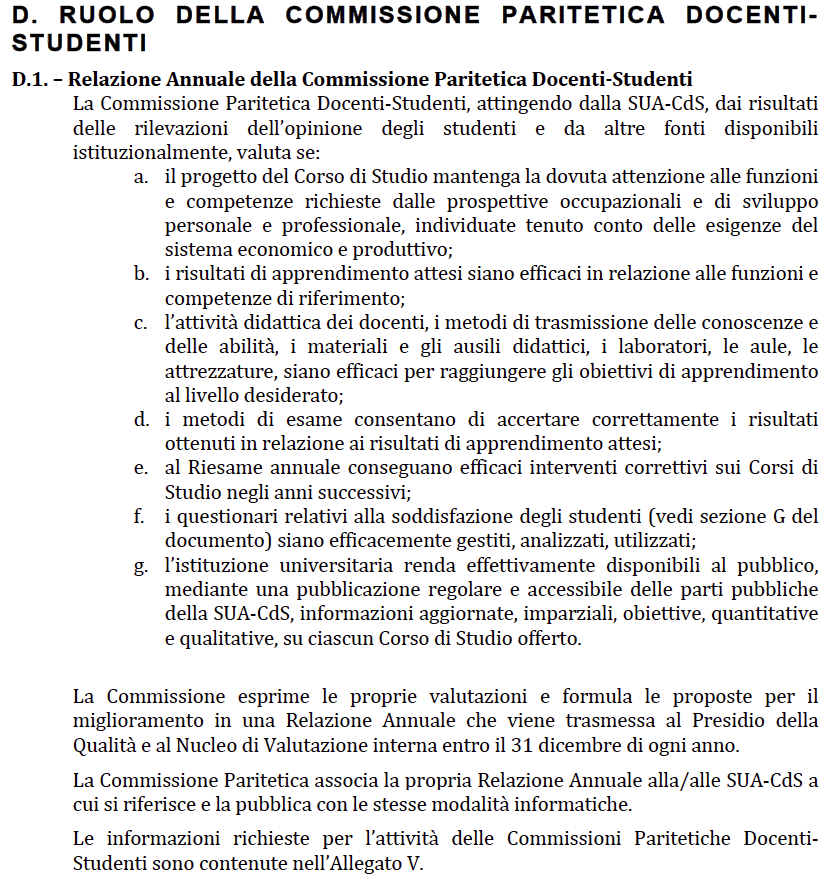 D. RUOLO DELLA COMMISSIONE PARITETICA DOCENTI-
STUDENTI
D.1. – Relazione Annuale della Commissione Paritetica Docenti-Studenti
La Commissione Paritetica Docenti-Studenti, attingendo dalla SUA-CdS, dai risultati
delle rilevazioni dell’opinione degli studenti e da altre fonti disponibili
istituzionalmente, valuta se:
a. il progetto del Corso di Studio mantenga la dovuta attenzione alle funzioni
e competenze richieste dalle prospettive occupazionali e di sviluppo
personale e professionale, individuate tenuto conto delle esigenze del
sistema economico e produttivo;
b. i risultati di apprendimento attesi siano efficaci in relazione alle funzioni e
competenze di riferimento;
c. l’attività didattica dei docenti, i metodi di trasmissione delle conoscenze e
delle abilità, i materiali e gli ausili didattici, i laboratori, le aule, le
attrezzature, siano efficaci per raggiungere gli obiettivi di apprendimento
al livello desiderato;
d. i metodi di esame consentano di accertare correttamente i risultati
ottenuti in relazione ai risultati di apprendimento attesi;
e. al Riesame annuale conseguano efficaci interventi correttivi sui Corsi di
Studio negli anni successivi;
f. i questionari relativi alla soddisfazione degli studenti (vedi sezione G del
documento) siano efficacemente gestiti, analizzati, utilizzati;
g. l’istituzione universitaria renda effettivamente disponibili al pubblico,
mediante una pubblicazione regolare e accessibile delle parti pubbliche
della SUA-CdS, informazioni aggiornate, imparziali, obiettive, quantitative
e qualitative, su ciascun Corso di Studio offerto.
La Commissione esprime le proprie valutazioni e formula le proposte per il
miglioramento in una Relazione Annuale che viene trasmessa al Presidio della
Qualità e al Nucleo di Valutazione interna entro il 31 dicembre di ogni anno.
La Commissione Paritetica associa la propria Relazione Annuale alla/alle SUA-CdS a
cui si riferisce e la pubblica con le stesse modalità informatiche.
Le informazioni richieste per l’attività delle Commissioni Paritetiche Docenti-
Studenti sono contenute nell’Allegato V.